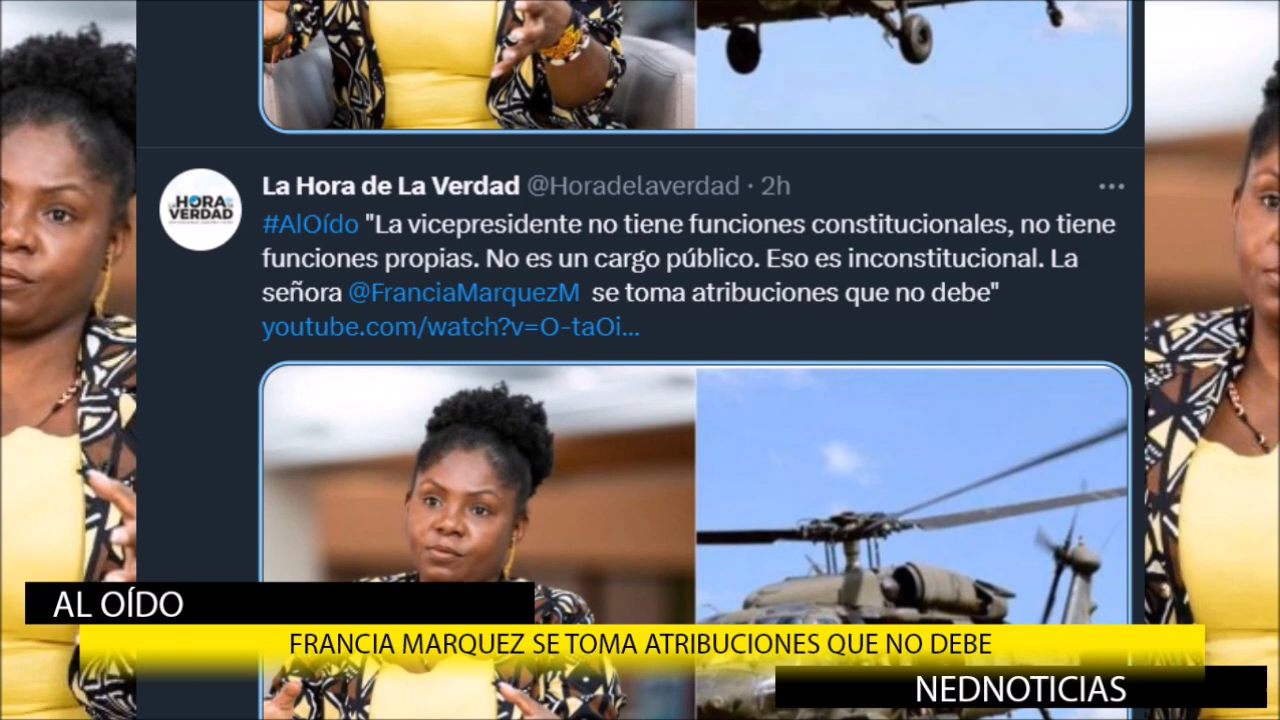 La Hora de La Verdad @Horadelaverdad · 2h
HORA
VERDAD
#AlOído "La vicepresidente no tiene funciones constitucionales, no tiene
funciones propias. No es un cargo público. Eso es inconstitucional. La
señora @FranciaMarquezM se toma atribuciones que no debe"
youtube.com/watch?v=O-taOi...
AL OÍDO
FRANCIA MARQUEZ SE TOMA ATRIBUCIONES QUE NO DEBE
NEDNOTICIAS